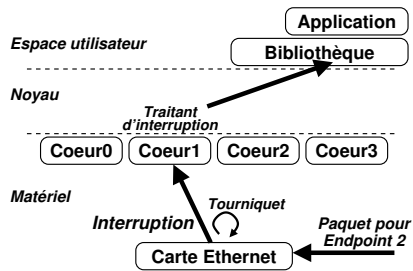 Application
Espace utilisateur
Bibliothèque
Noyau
Traitant
d'interruption
Coeur0 Coeur1 Coeur2 Coeur3
Matériel
Tourniquet
Interruption
Paquet pour
Endpoint 2
Carte Ethernet